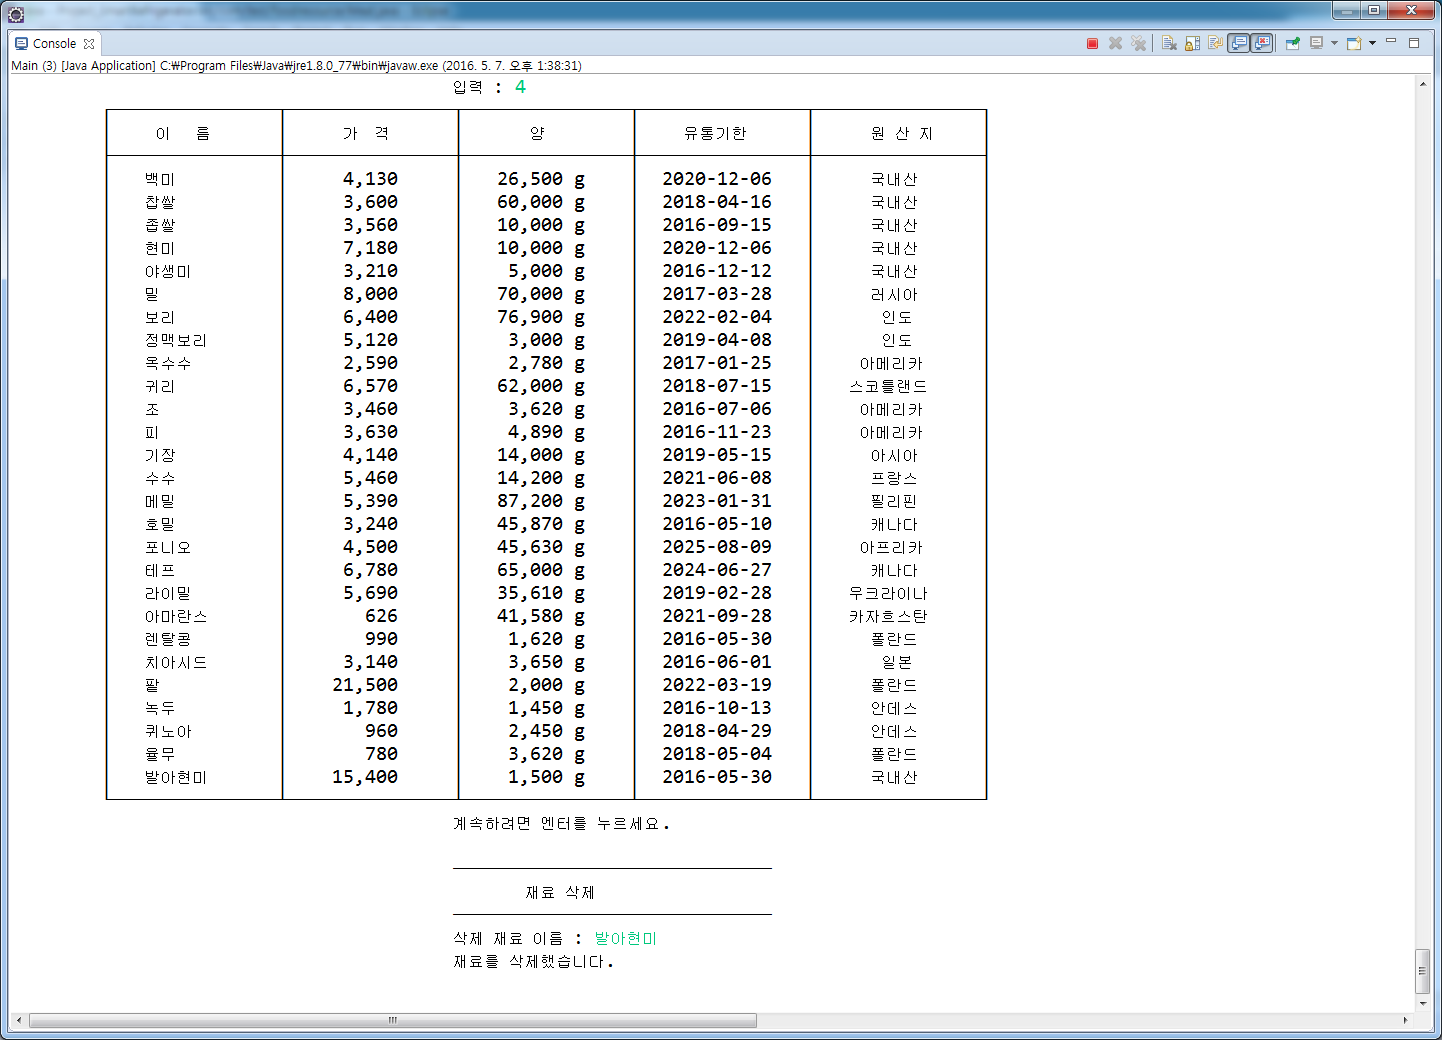 Console
Main (3) [Java Application] C:₩Program Files₩Java₩jre1.8.0_77₩bin₩javaw.exe (2016. 5. 7. 오후 1:38:31)
입력 : 4
이 름 가 격 양 유통기한 원 산 지
백미 4,130 26,500 g 2020-12-06 국내산
찹쌀 3,600 60,000 g 2018-04-16 국내산
좁쌀 3,560 10,000 g 2016-09-15 국내산
현미 7,180 10,000 g 2020-12-06 국내산
야생미 3,210 5,000 g 2016-12-12 국내산
밀 8,000 70,000 g 2017-03-28 러시아
보리 6,400 76,900 g 2022-02-04 인도
정맥보리 5,120 3,000 g 2019-04-08 인도
옥수수 2,590 2,780 g 2017-01-25 아메리카
귀리 6,570 62,000 g 2018-07-15 스코틀랜드
조 3,460 3,620 g 2016-07-06 아메리카
피 3,630 4,890 g 2016-11-23 아메리카
기장 4,140 14,000 g 2019-05-15 아시아
수수 5,460 14,200 g 2021-06-08 프랑스
메밀 5,390 87,200 g 2023-01-31 필리핀
호밀 3,240 45,870 g 2016-05-10 캐나다
포니오 4,500 45,630 g 2025-08-09 아프리카
테프 6,780 65,000 g 2024-06-27 캐나다
라이밀 5,690 35,610 g 2019-02-28 우크라이나
아마란스 626 41,580 g 2021-09-28 카자흐스탄
렌탈콩 990 1,620 g 2016-05-30 폴란드
치아시드 3,140 3,650 g 2016-06-01 일본
팥 21,500 2,000 g 2022-03-19 폴란드
녹두 1,780 1,450 g 2016-10-13 안데스
퀴노아 960 2,450 g 2018-04-29 안데스
율무 780 3,620 g 2018-05-04 폴란드
발아현미 15,400 1,500 g 2016-05-30 국내산
계속하려면 엔터를 누르세요.
재료 삭제
삭제 재료 이름 : 발아현미
재료를 삭제했습니다.